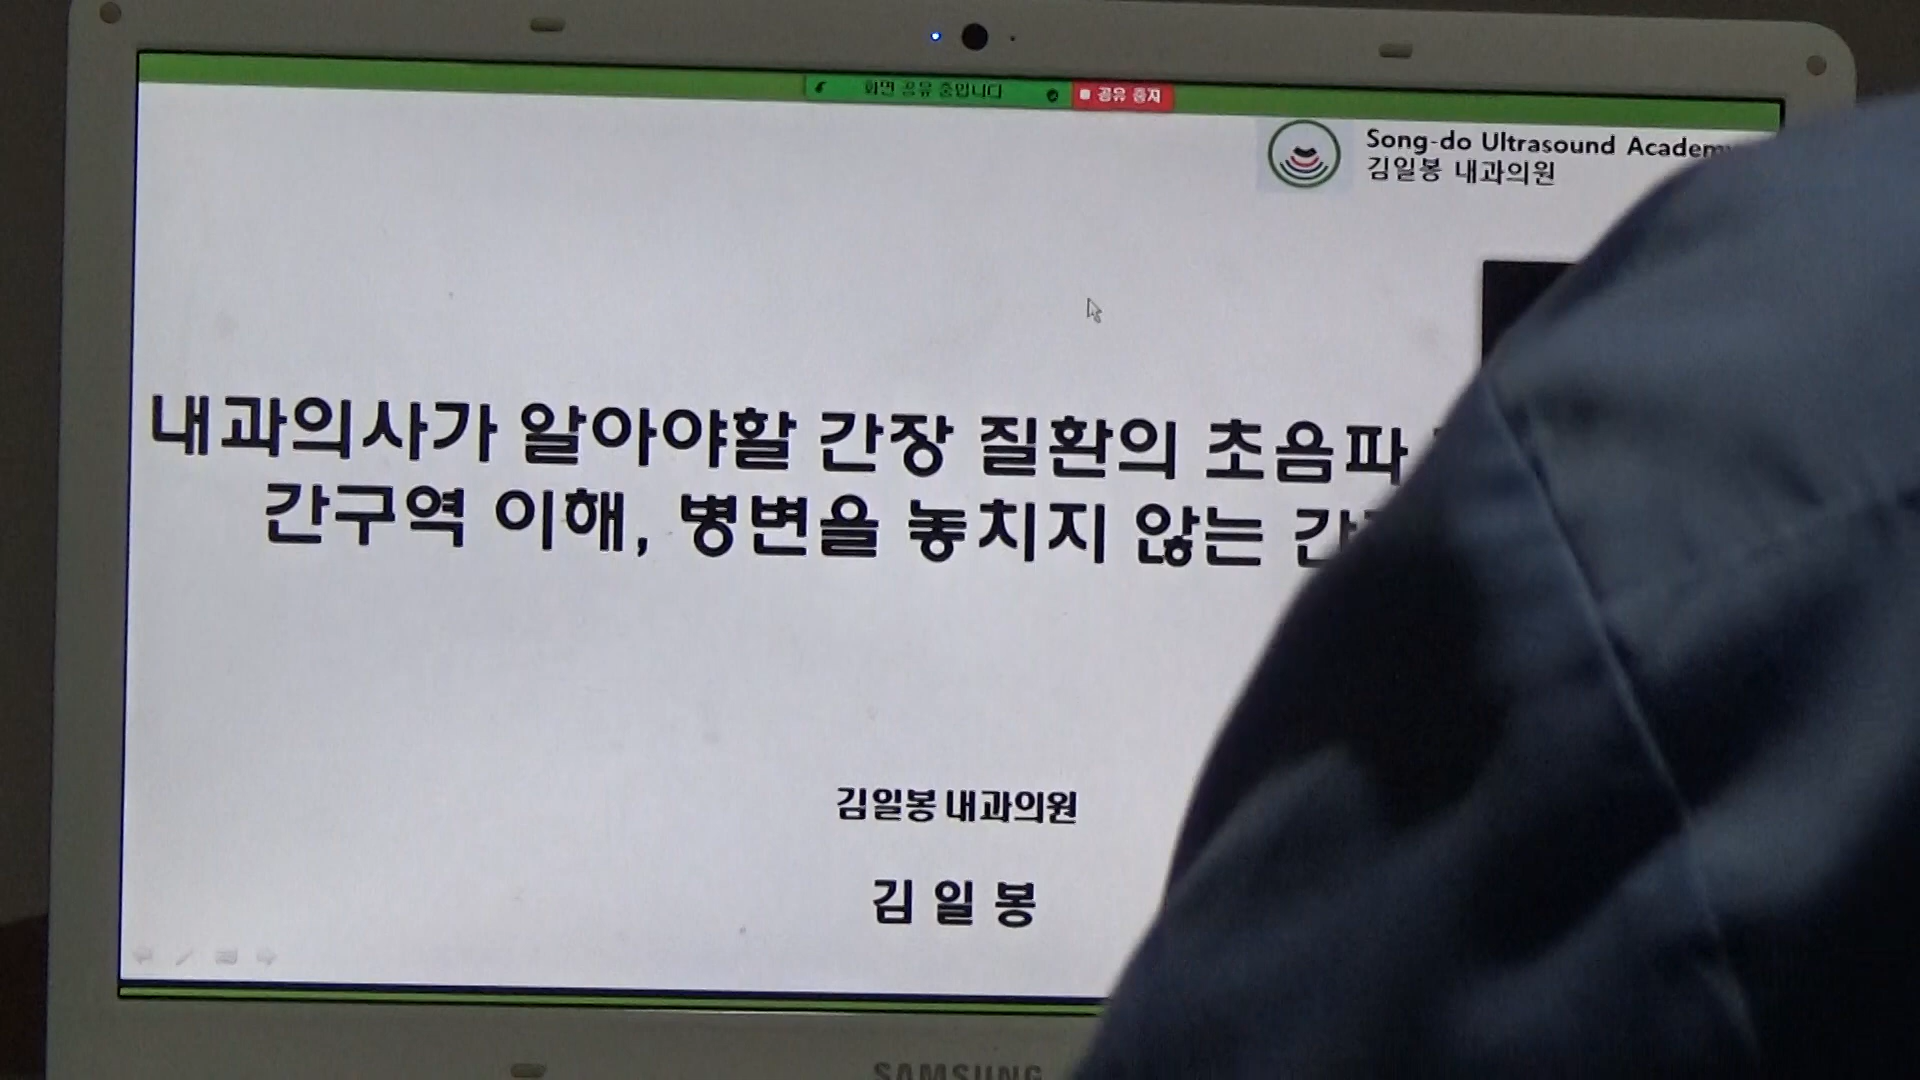 화면 공유 중입니다 공유 중지
Song-do Ultrasound Academy
김일봉 내과의원
내과의사가 알아야할 간장 질환의 초음파
간구역 이해, 병변을 놓치지 않는
김일봉 내과의원
김 일 봉
SAMSUNG